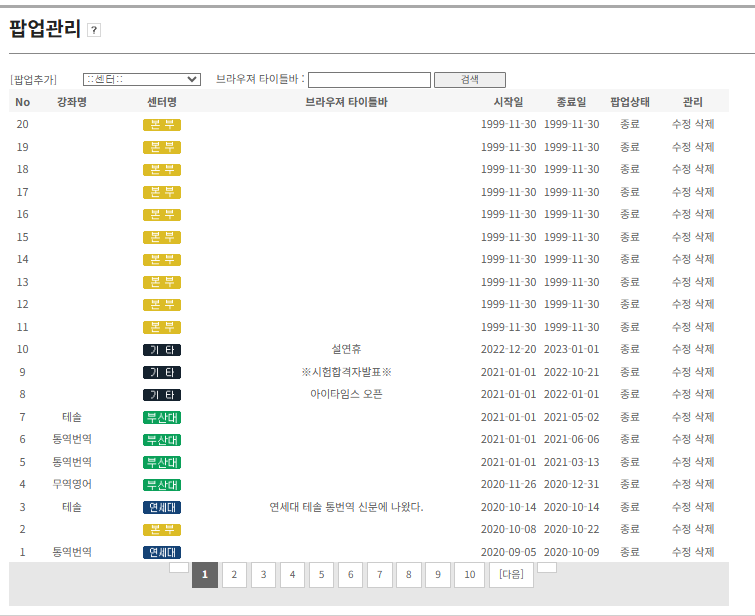 팝업관리 ?
[팝업추가] ::센터:: 브라우져 타이틀바 : 검색
No 강좌명 센터명 브라우져 타이틀바 시작일 종료일 팝업상태 관리
20 본 부 1999-11-30 1999-11-30 종료 수정 삭제
19 본 부 1999-11-30 1999-11-30 종료 수정 삭제
18 본 부 1999-11-30 1999-11-30 종료 수정 삭제
17 본 부 1999-11-30 1999-11-30 종료 수정 삭제
16 본 부 1999-11-30 1999-11-30 종료 수정 삭제
15 본 부 1999-11-30 1999-11-30 종료 수정 삭제
14 본 부 1999-11-30 1999-11-30 종료 수정 삭제
13 본 부 1999-11-30 1999-11-30 종료 수정 삭제
12 본 부 1999-11-30 1999-11-30 종료 수정 삭제
11 본 부 1999-11-30 1999-11-30 종료 수정 삭제
10 기 타 설연휴 2022-12-20 2023-01-01 종료 수정 삭제
9 기 타 ※시험합격자발표※ 2021-01-01 2022-10-21 종료 수정 삭제
8 기 타 아이타임스 오픈 2021-01-01 2022-01-01 종료 수정 삭제
7 테솔 부산대 2021-01-01 2021-05-02 종료 수정 삭제
6 통역번역 부산대 2021-01-01 2021-06-06 종료 수정 삭제
5 통역번역 부산대 2021-01-01 2021-03-13 종료 수정 삭제
4 무역영어 부산대 2020-11-26 2020-12-31 종료 수정 삭제
3 테솔 연세대 연세대 테솔 통번역 신문에 나왔다. 2020-10-14 2020-10-14 종료 수정 삭제
2 본 부 2020-10-08 2020-10-22 종료 수정 삭제
1 통역번역 연세대 2020-09-05 2020-10-09 종료 수정 삭제
1 2 3 4 5 6 7 8 9 10 [다음]